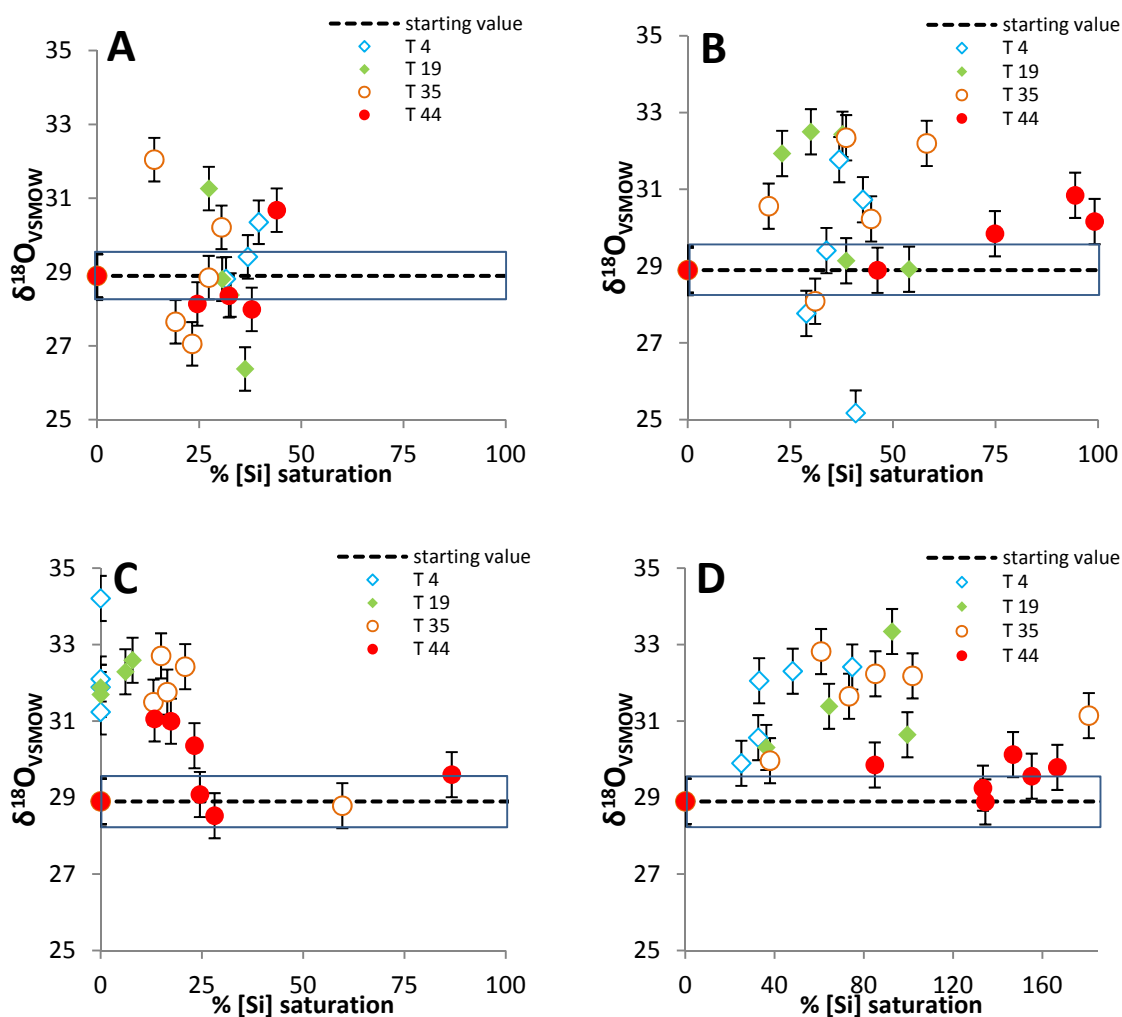 A
starting value
T 4
T 19
T 35
T 44
35
33
31
29
27
25
δ18OVSMOW
0
25
50
75
100
% [Si] saturation
B
starting value
T 4
T 19
T 35
T 44
35
33
31
29
27
25
δ18OVSMOW
0
25
50
75
100
% [Si] saturation
C
starting value
T 4
T 19
T 35
T 44
35
33
31
29
27
25
δ18OVSMOW
0
25
50
75
100
% [Si] saturation
D
starting value
T 4
T 19
T 35
T 44
35
33
31
29
27
25
δ18OVSMOW
0
40
80
120
160
% [Si] saturation